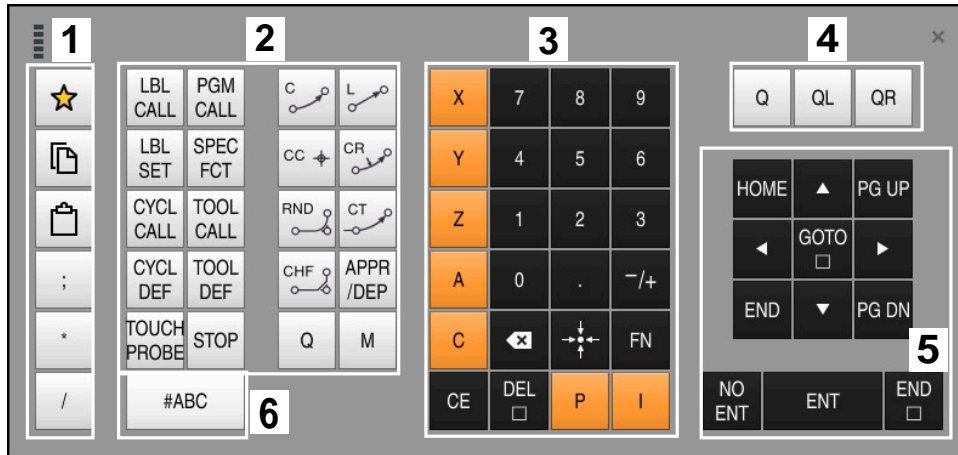 1
2
3
4
×
LBL CALL
PGM CALL
C
L
X
7
8
9
Q
QL
QR
LBL SET
SPEC FCT
CC
CR
Y
4
5
6
HOME
PG UP
CYCL CALL
TOOL CALL
RND
CT
Z
1
2
3
GOTO
;
CYCL DEF
TOOL DEF
CHF
APPR /DEP
A
0
.
-/+
END
PG DN
*
TOUCH PROBE
STOP
Q
M
C
FN
5
/
#ABC
6
CE
DEL
P
I
NO ENT
ENT
END